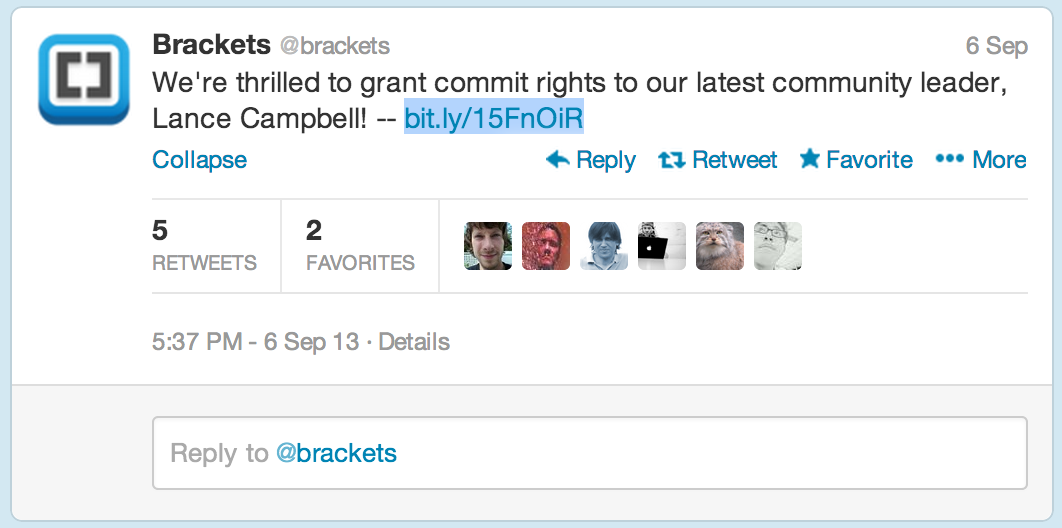 Brackets @brackets 6 Sep
We're thrilled to grant commit rights to our latest community leader,
Lance Campbell! -- bit.ly/15FnOiR
Collapse Reply Retweet Favorite More
5 2
RETWEETS FAVORITES
5:37 PM - 6 Sep 13 · Details
Reply to @brackets